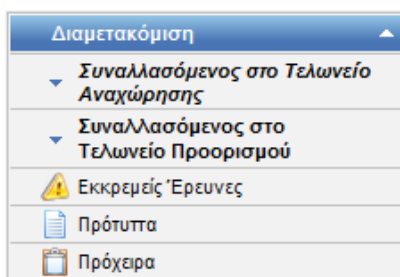 Διαμετακόμιση
Συναλλασόμενος στο Τελωνείο
Αναχώρησης
Συναλλασόμενος στο
Τελωνείο Προορισμού
Εκκρεμείς Έρευνες
Πρότυπα
Πρόχειρα